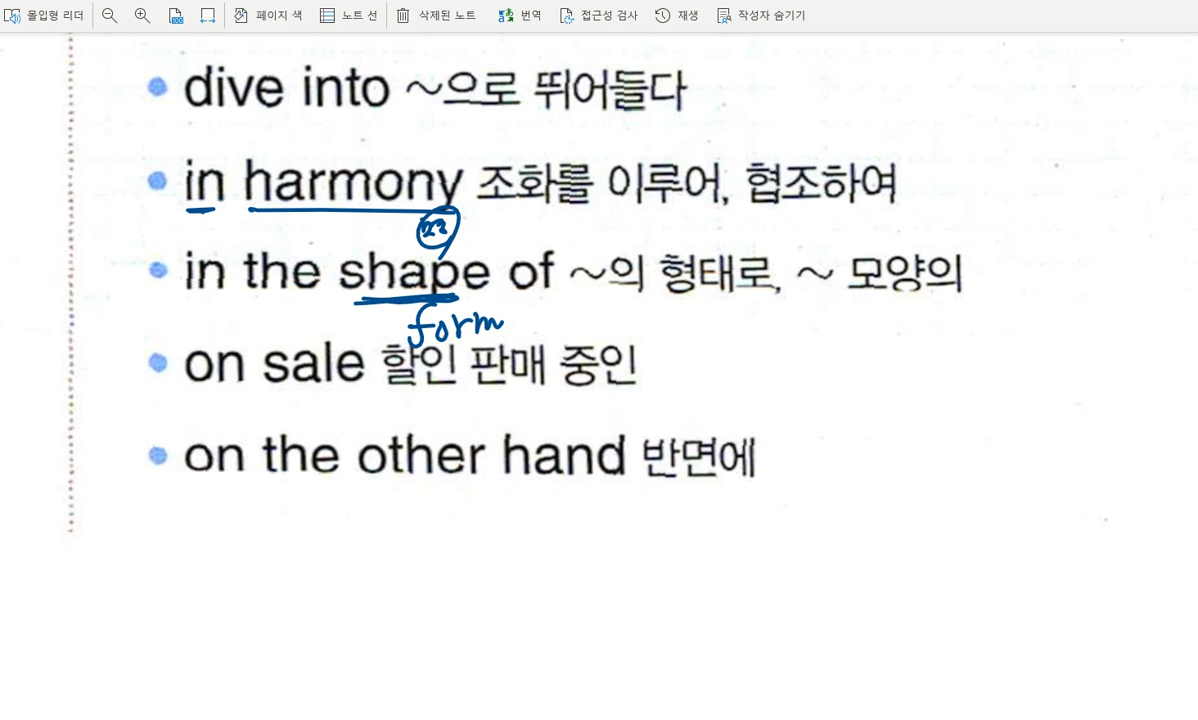 몰입형 리더 페이지 색 노트 선 삭제된 노트 번역 접근성 검사 재생 작성자 숨기기
dive into ~으로 뛰어들다
in harmony 조화를 이루어, 협조하여
in the shape of ~의 형태로, ~ 모양의
form
on sale 할인 판매 중인
on the other hand 반면에